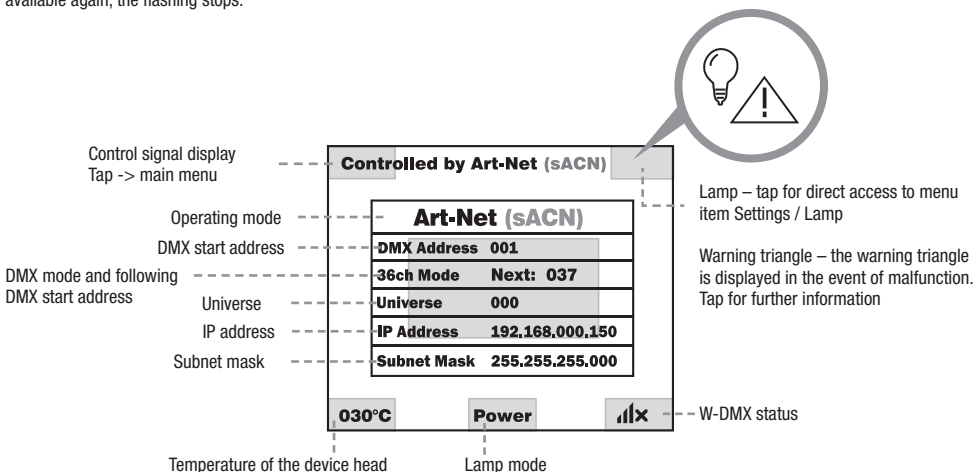 available again, the flashing stops.
Control signal display
Tap -> main menu
Operating mode
DMX start address
DMX mode and following
DMX start address
Universe
IP address
Subnet mask
Controlled by Art-Net (sACN)
Art-Net (sACN)
DMX Address 001
36ch Mode Next: 037
Universe 000
IP Address 192.168.000.150
Subnet Mask 255.255.255.000
030°C Power
Lamp – tap for direct access to menu
item Settings / Lamp
Warning triangle – the warning triangle
is displayed in the event of malfunction.
Tap for further information
W-DMX status
Temperature of the device head
Lamp mode